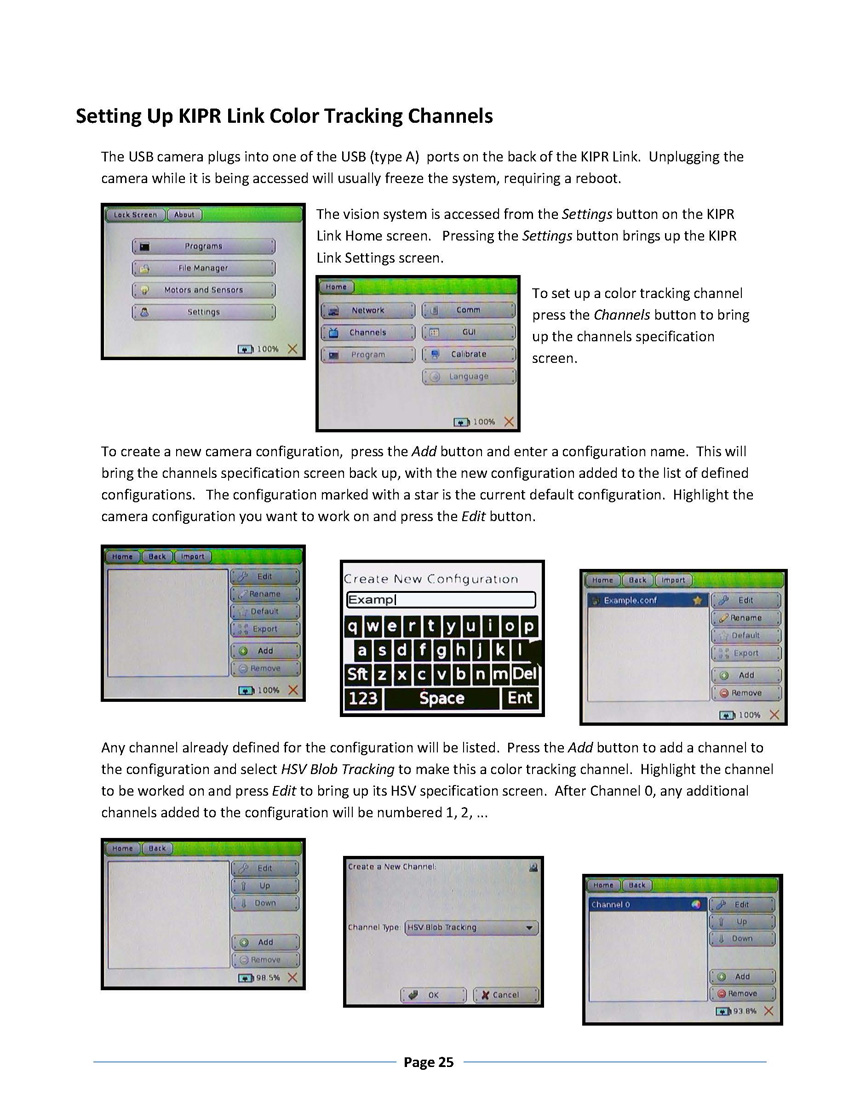 Setting Up KIPR Link Color Tracking Channels
The USB camera plugs into one of the USB (type A) ports on the back of the KIPR Link. Unplugging the
camera while it is being accessed will usually freeze the system, requiring a reboot.
Lock Screen About
Programs
File Manager
Motors and Sensors
Settings
100%
The vision system is accessed from the Settings button on the KIPR
Link Home screen. Pressing the Settings button brings up the KIPR
Link Settings screen.
Home
Network Comm
Channels GUI
Program Calibrate
Language
100%
To set up a color tracking channel
press the Channels button to bring
up the channels specification
screen.
To create a new camera configuration, press the Add button and enter a configuration name. This will
bring the channels specification screen back up, with the new configuration added to the list of defined
configurations. The configuration marked with a star is the current default configuration. Highlight the
camera configuration you want to work on and press the Edit button.
Home Back Import
Edit
Rename
Default
Export
Add
Remove
100%
Create New Configuration
Examp
q w e r t y u i o p
a s d f g h j k l
Sft z x c v b n m Del
123 Space Ent
Home Back Import
Example.conf Edit
Rename
Default
Export
Add
Remove
100%
Any channel already defined for the configuration will be listed. Press the Add button to add a channel to
the configuration and select HSV Blob Tracking to make this a color tracking channel. Highlight the channel
to be worked on and press Edit to bring up its HSV specification screen. After Channel 0, any additional
channels added to the configuration will be numbered 1, 2, ...
Home Back
Edit
Up
Down
Add
Remove
98.5%
Create a New Channel
Channel Type HSV Blob Tracking
OK Cancel
Home Back
Channel 0 Edit
Up
Down
Add
Remove
93.8%
Page 25